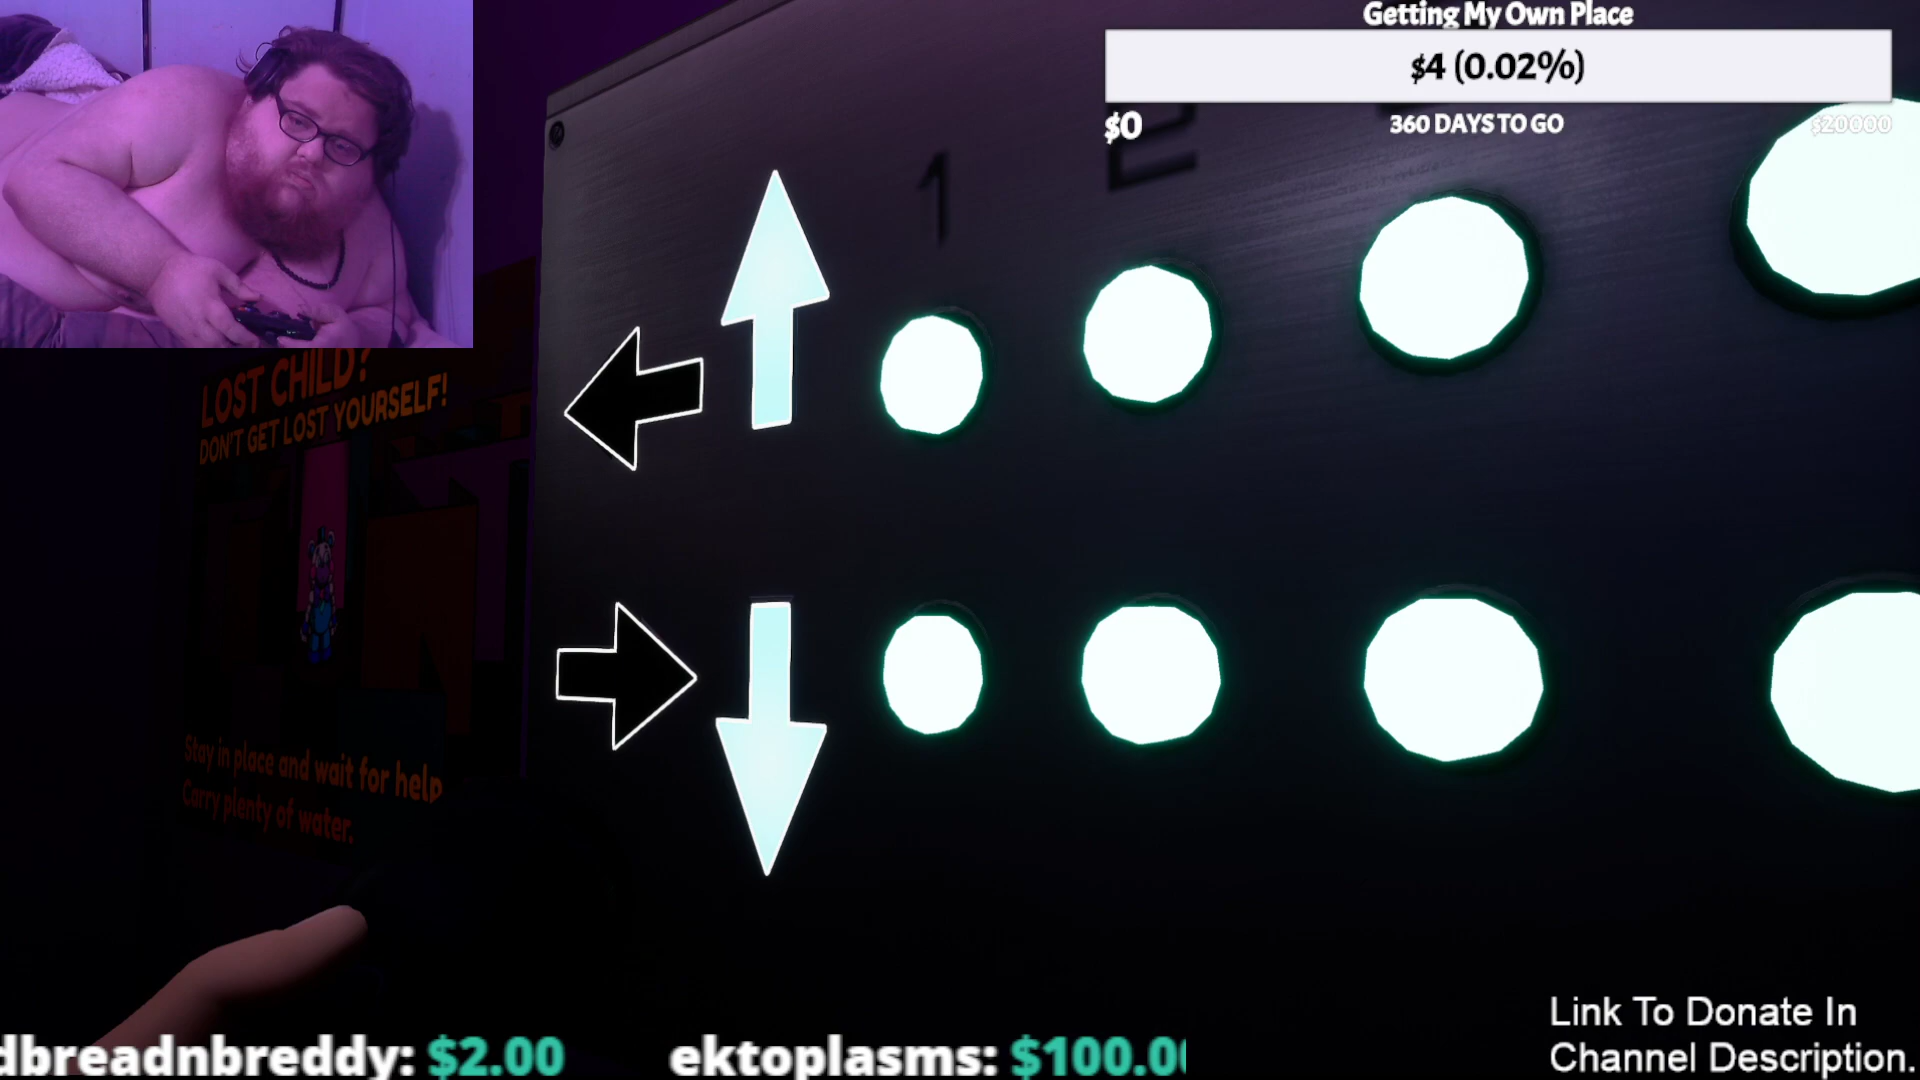 Getting My Own Place
$4 (0.02%)
$0
360 DAYS TO GO
$20000
1
2
LOST CHILD?
DON'T GET LOST YOURSELF!
Stay in place and wait for help
Carry plenty of water.
Link To Donate In
Channel Description.
dbreadnbreddy: $2.00
ektoplasms: $100.0